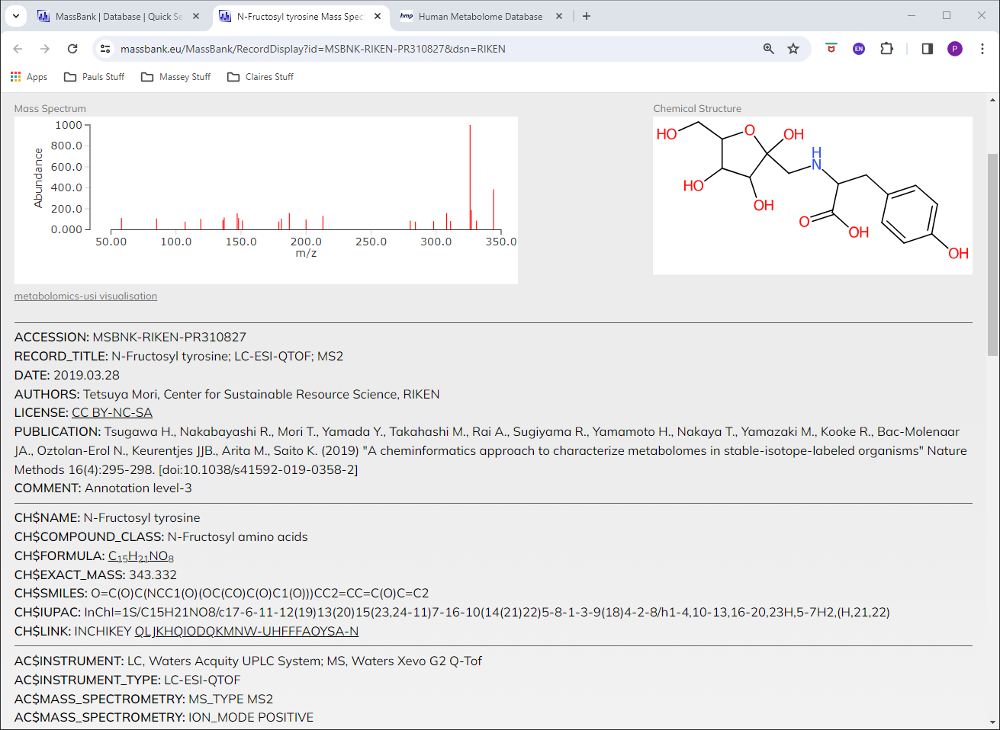 MassBank | Database | Quick Se
N-Fructosyl tyrosine Mass Spec
hmp Human Metabolome Database
massbank.eu/MassBank/RecordDisplay?id=MSBNK-RIKEN-PR310827&dsn=RIKEN
EN
P
Apps
Pauls Stuff
Massey Stuff
Claires Stuff
Mass Spectrum
1000
800.0
600.0
400.0
200.0
0.000
Abundance
50.00 100.0 150.0 200.0 250.0 300.0 350.0
m/z
Chemical Structure
HO
O
OH
H
N
HO
OH
O
OH
OH
metabolomics-usi visualisation
ACCESSION: MSBNK-RIKEN-PR310827
RECORD_TITLE: N-Fructosyl tyrosine; LC-ESI-QTOF; MS2
DATE: 2019.03.28
AUTHORS: Tetsuya Mori, Center for Sustainable Resource Science, RIKEN
LICENSE: CC BY-NC-SA
PUBLICATION: Tsugawa H., Nakabayashi R., Mori T., Yamada Y., Takahashi M., Rai A., Sugiyama R., Yamamoto H., Nakaya T., Yamazaki M., Kooke R., Bac-Molenaar
JA., Oztolan-Erol N., Keurentjes JJB., Arita M., Saito K. (2019) "A cheminformatics approach to characterize metabolomes in stable-isotope-labeled organisms" Nature
Methods 16(4):295-298. [doi:10.1038/s41592-019-0358-2]
COMMENT: Annotation level-3
CH$NAME: N-Fructosyl tyrosine
CH$COMPOUND_CLASS: N-Fructosyl amino acids
CH$FORMULA: C15H21NO8
CH$EXACT_MASS: 343.332
CH$SMILES: O=C(O)C(NCC1(O)(OC(CO)C(O)C1(O)))CC2=CC=C(O)C=C2
CH$IUPAC: InChI=1S/C15H21NO8/c17-6-11-12(19)13(20)15(23,24-11)7-16-10(14(21)22)5-8-1-3-9(18)4-2-8/h1-4,10-13,16-20,23H,5-7H2,(H,21,22)
CH$LINK: INCHIKEY QLJKHQIODQKMNW-UHFFFAOYSA-N
AC$INSTRUMENT: LC, Waters Acquity UPLC System; MS, Waters Xevo G2 Q-Tof
AC$INSTRUMENT_TYPE: LC-ESI-QTOF
AC$MASS_SPECTROMETRY: MS_TYPE MS2
AC$MASS_SPECTROMETRY: ION_MODE POSITIVE